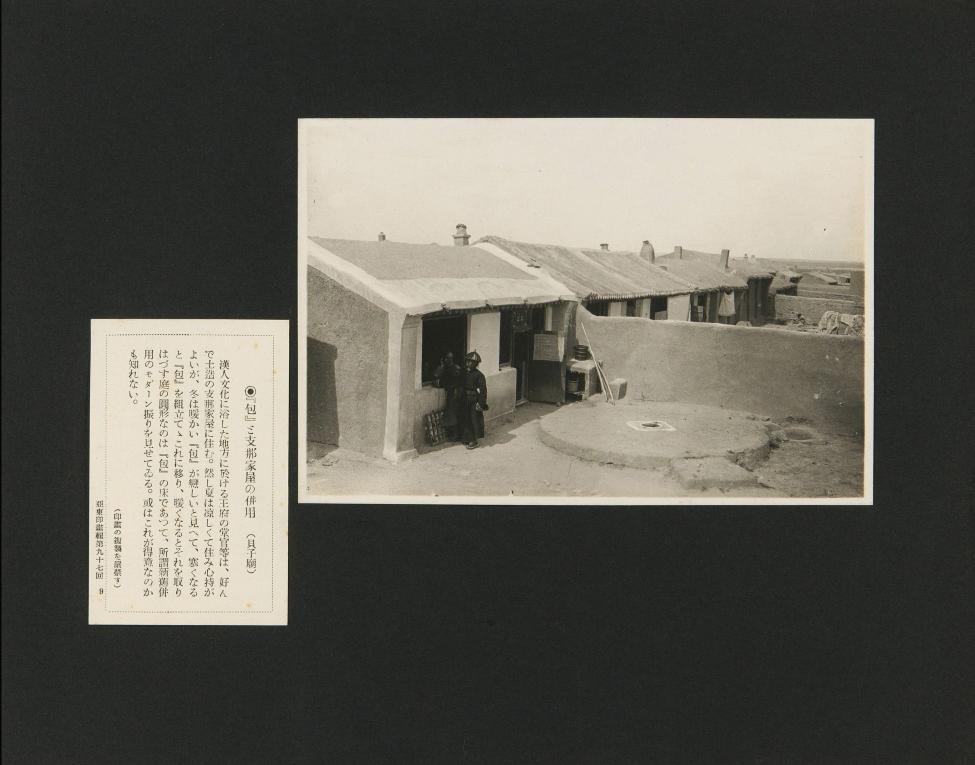 ◉『包』と支那家屋の併用　（貝子廟）
漢人文化に浴した地方に於ける王府の堂官等は、好ん
で土造の支那家屋に住む。然し夏は涼しくて住み心持が
よいが、冬は暖かい『包』が戀しいと見へて、寒くなる
と『包』を組立てゝこれに移り、暖くなるとそれを取り
はづす庭の圓形なのは『包』の床であつて、所謂新舊併
用のモダーン振りを見せてゐる。或はこれが得意なのか
も知れない。
（印畫の複製を嚴禁す）
亞東印畫輯第九十七回　9